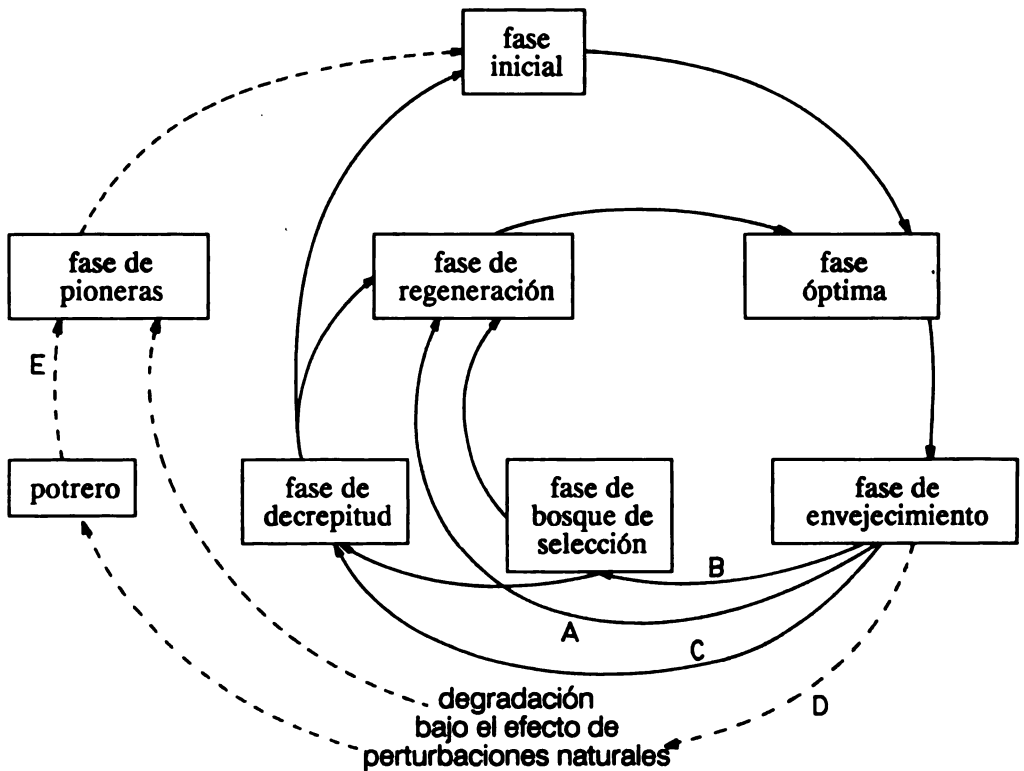 fase
inicial
fase de
pioneras
fase de
regeneración
fase
óptima
E
potrero
fase de
decrepitud
fase de
bosque de
selección
fase de
envejecimiento
B
A
C
D
degradación
bajo el efecto de
perturbaciones naturales